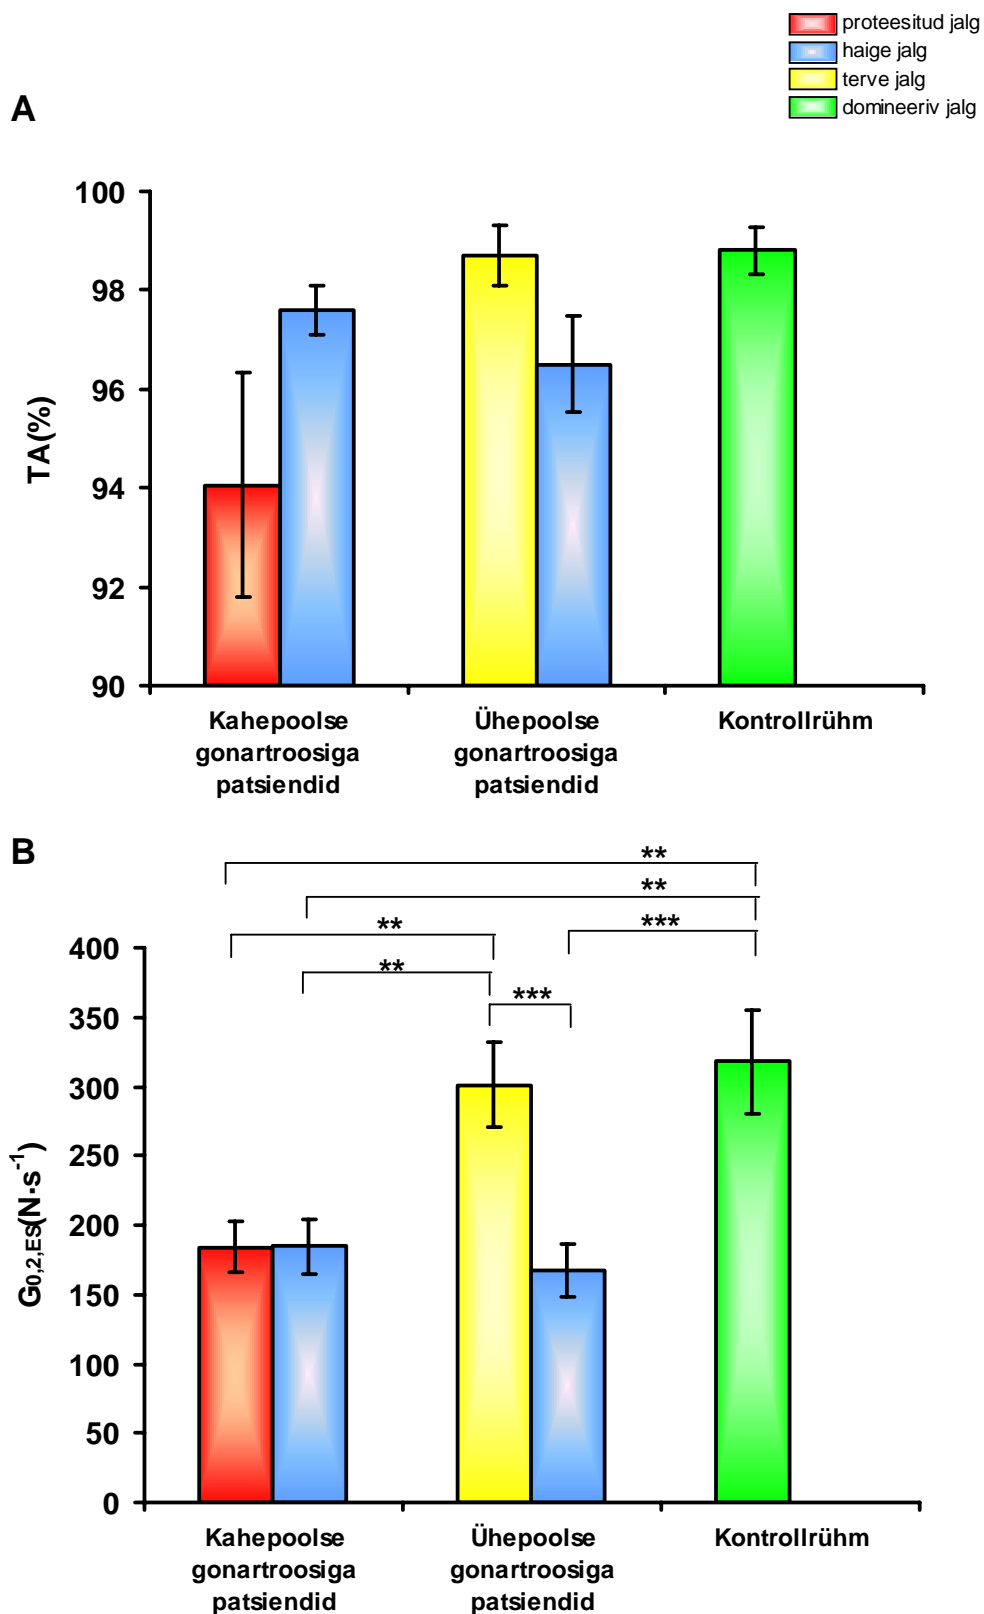 proteesitud jalg
haige jalg
terve jalg
domineeriv jalg
A
100
98
96
94
92
90
TA(%)
Kahepoolse
gonartroosiga
patsiendid
Ühepoolse
gonartroosiga
patsiendid
Kontrollrühm
B
**
**
***
**
**
***
400
350
300
250
200
150
100
50
0
G0,2,ES(N·s-1)
Kahepoolse
gonartroosiga
patsiendid
Ühepoolse
gonartroosiga
patsiendid
Kontrollrühm